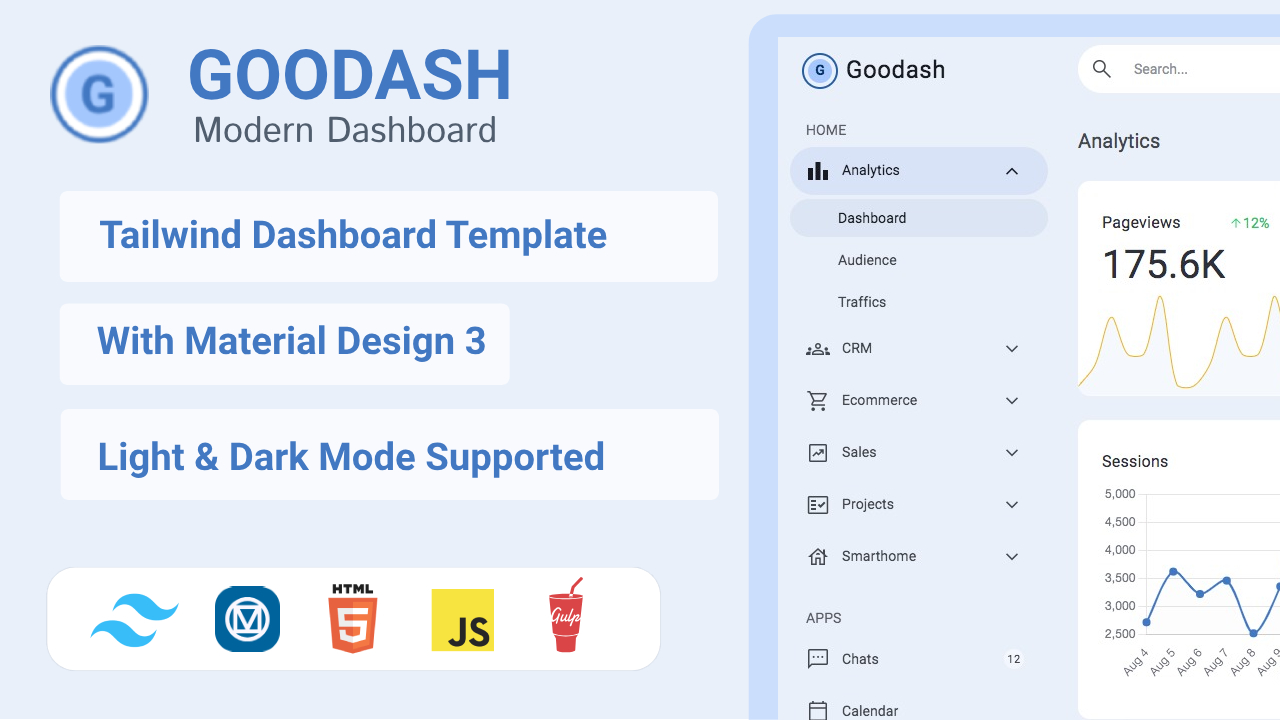 G
GOODASH
Modern Dashboard
Tailwind Dashboard Template
With Material Design 3
Light & Dark Mode Supported
HTML
5
JS
Gulp
G Goodash
Search...
HOME
Analytics
Dashboard
Audience
Traffics
CRM
Ecommerce
Sales
Projects
Smarthome
APPS
Chats 12
Calendar
Analytics
Pageviews ↑12%
175.6K
Sessions
5,000
4,500
4,000
3,500
3,000
2,500
Aug 4 Aug 5 Aug 6 Aug 7 Aug 8 Aug 9